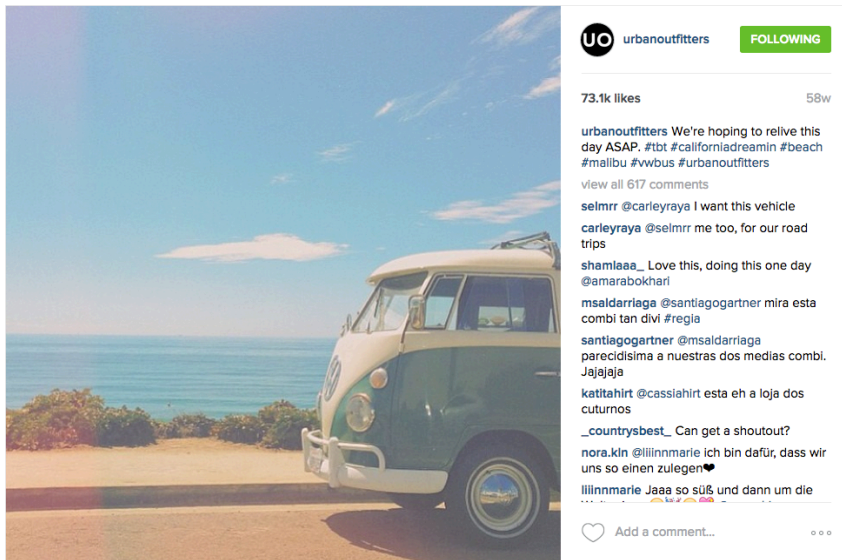 UO urbanoutfitters FOLLOWING
73.1k likes 58w
urbanoutfitters We're hoping to relive this
day ASAP. #tbt #californiadreamin #beach
#malibu #vwbus #urbanoutfitters
view all 617 comments
selmrr @carleyraya I want this vehicle
carleyraya @selmrr me too, for our road
trips
shamlaaa_ Love this, doing this one day
@amarabokhari
msaldarriaga @santiagogartner mira esta
combi tan divi #regia
santiagogartner @msaldarriaga
parecidisima a nuestras dos medias combi.
Jajajaja
katitahirt @cassiahirt esta eh a loja dos
cuturnos
_countrysbest_ Can get a shoutout?
nora.kln @liiinnmarie ich bin dafür, dass wir
uns so einen zulegen❤
liiinnmarie Jaaa so süß und dann um die
Add a comment...